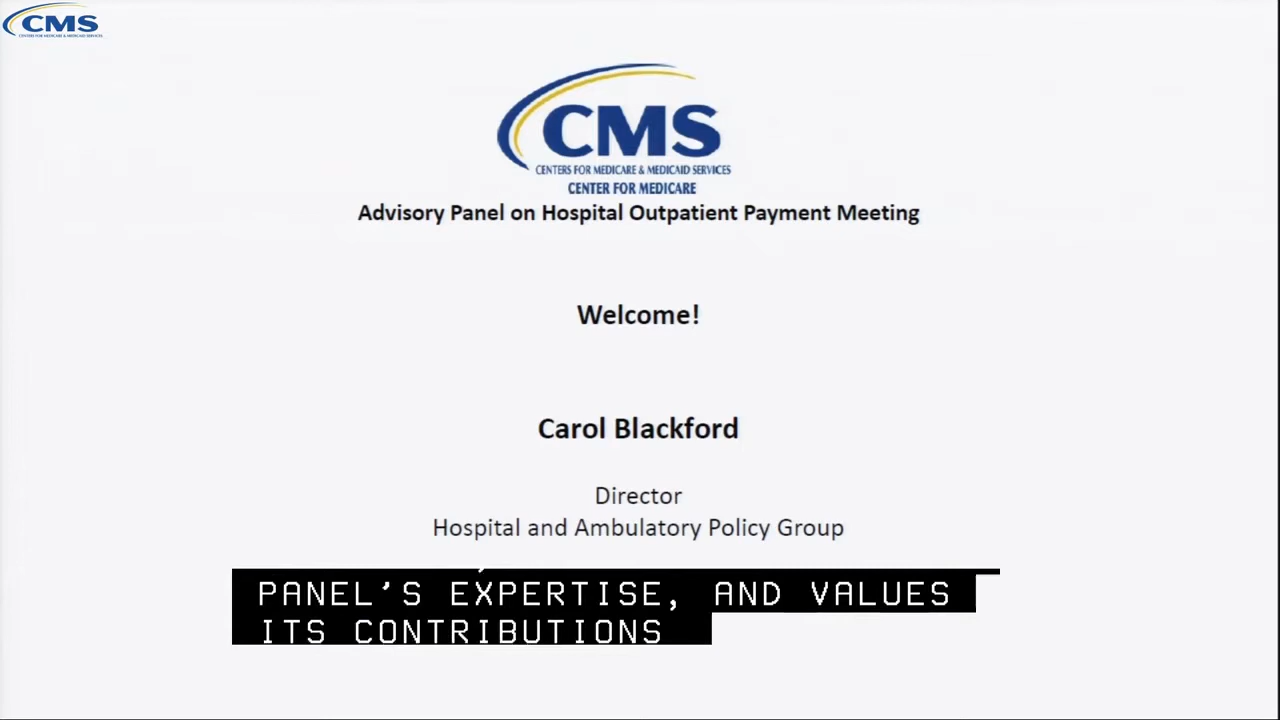 CMS
CENTERS FOR MEDICARE & MEDICAID SERVICES
CMS
CENTERS FOR MEDICARE & MEDICAID SERVICES
CENTER FOR MEDICARE
Advisory Panel on Hospital Outpatient Payment Meeting
Welcome!
Carol Blackford
Director
Hospital and Ambulatory Policy Group
PANEL'S EXPERTISE, AND VALUES
ITS CONTRIBUTIONS